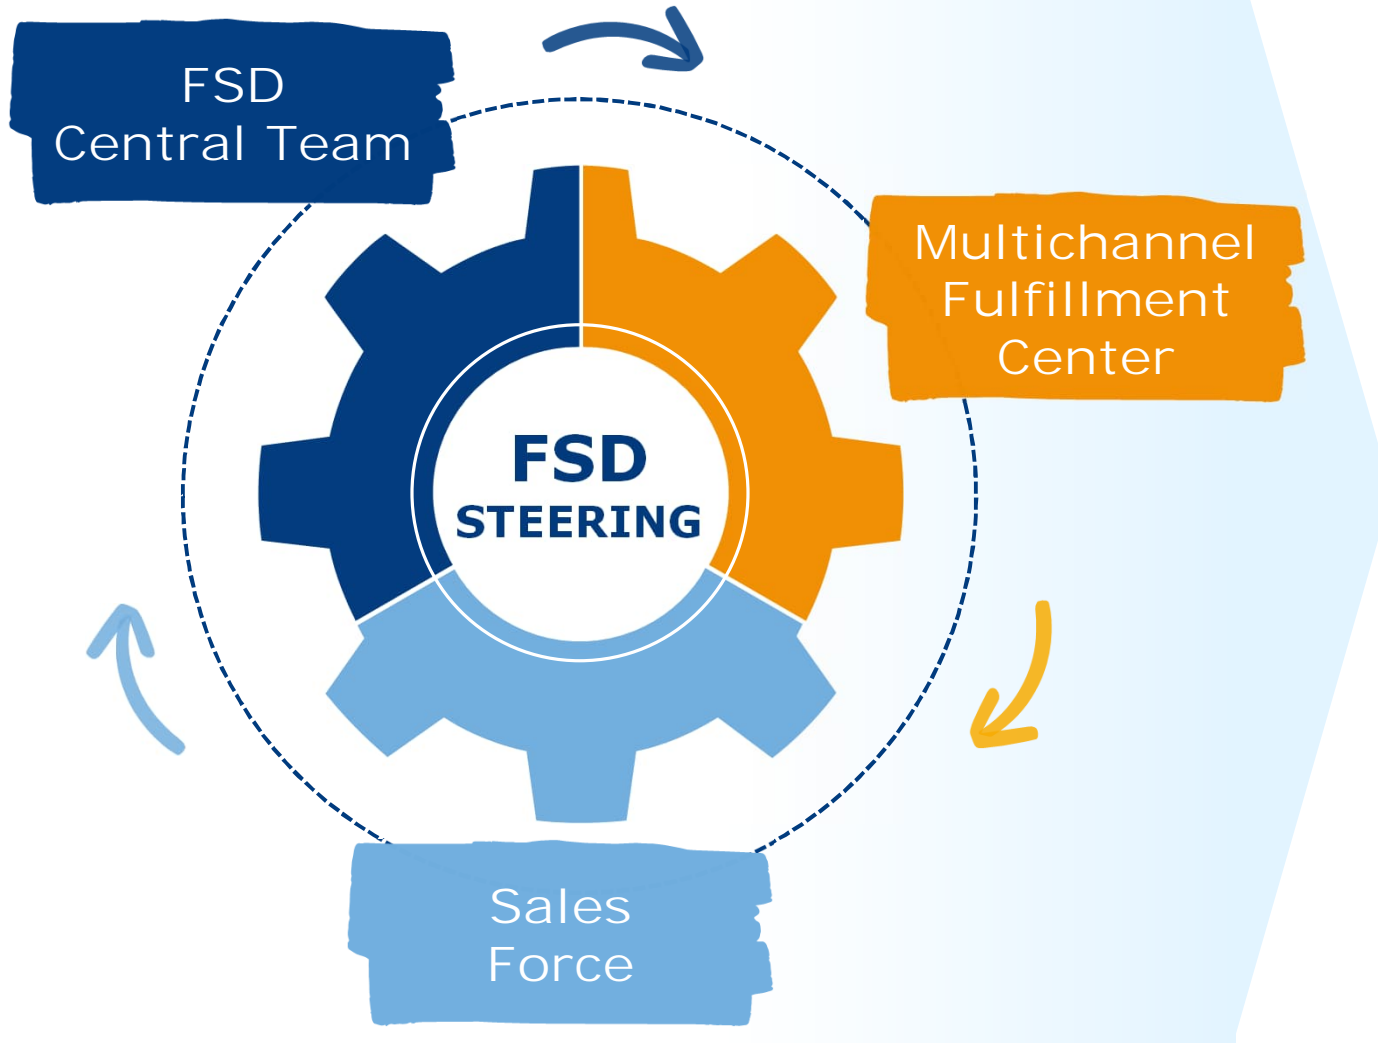 FSD
Central Team
Multichannel
Fulfillment
Center
FSD
STEERING
Sales
Force